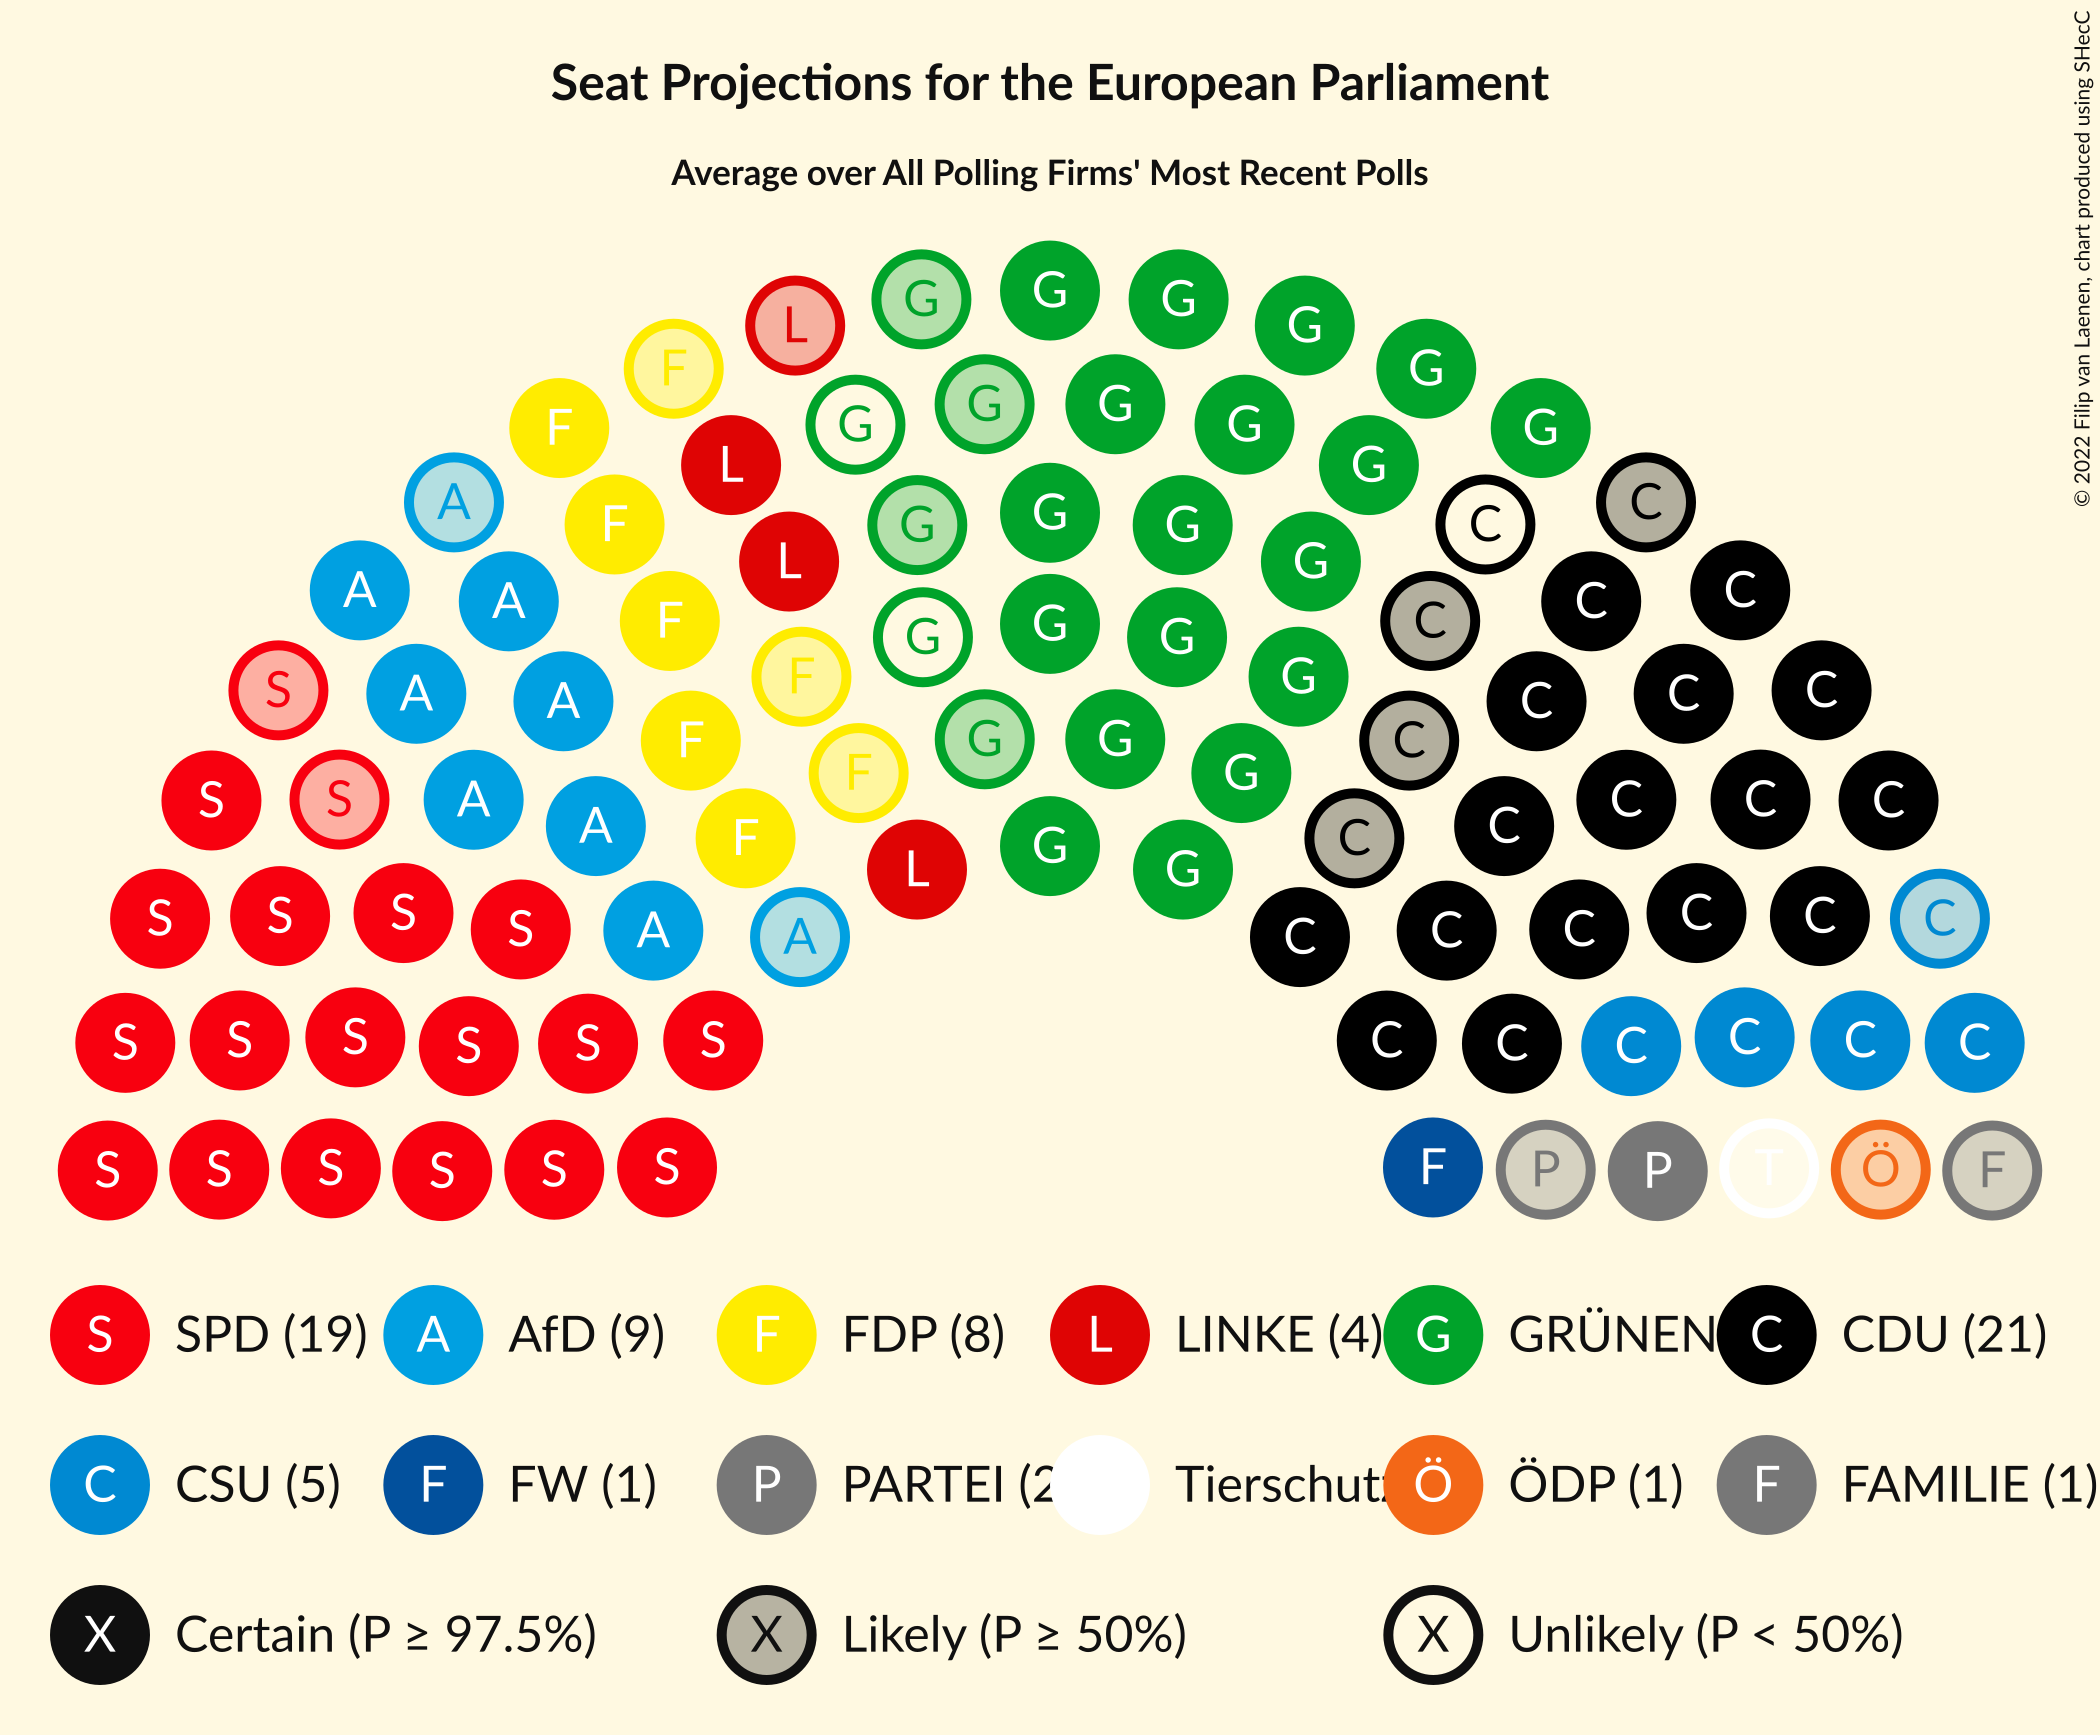 Seat Projections for the European Parliament
Average over All Polling Firms' Most Recent Polls
© 2022 Filip van Laenen, chart produced using SHecC
G G G G
L G
F G
F G G G G
A L G
F C C
A A L G G G G
S A A F F G G G G C C C C C
F G G G C C C C
S S A A F F L G G C C C C C
S S S S A A C C C C C C
S S S S S S C C C C C C
S S S S S S F P P T Ö F
S SPD (19) A AfD (9) F FDP (8) L LINKE (4) G GRÜNEN C CDU (21)
C CSU (5) F FW (1) P PARTEI (2 Tierschutz Ö ÖDP (1) F FAMILIE (1)
X Certain (P ≥ 97.5%) X Likely (P ≥ 50%) X Unlikely (P < 50%)